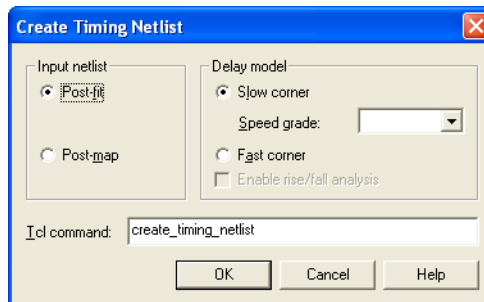 Create Timing Netlist
Input netlist
Post-fit
Post-map
Delay model
Slow corner
Speed grade:
Fast corner
Enable rise/fall analysis
Tcl command:
create_timing_netlist
OK
Cancel
Help